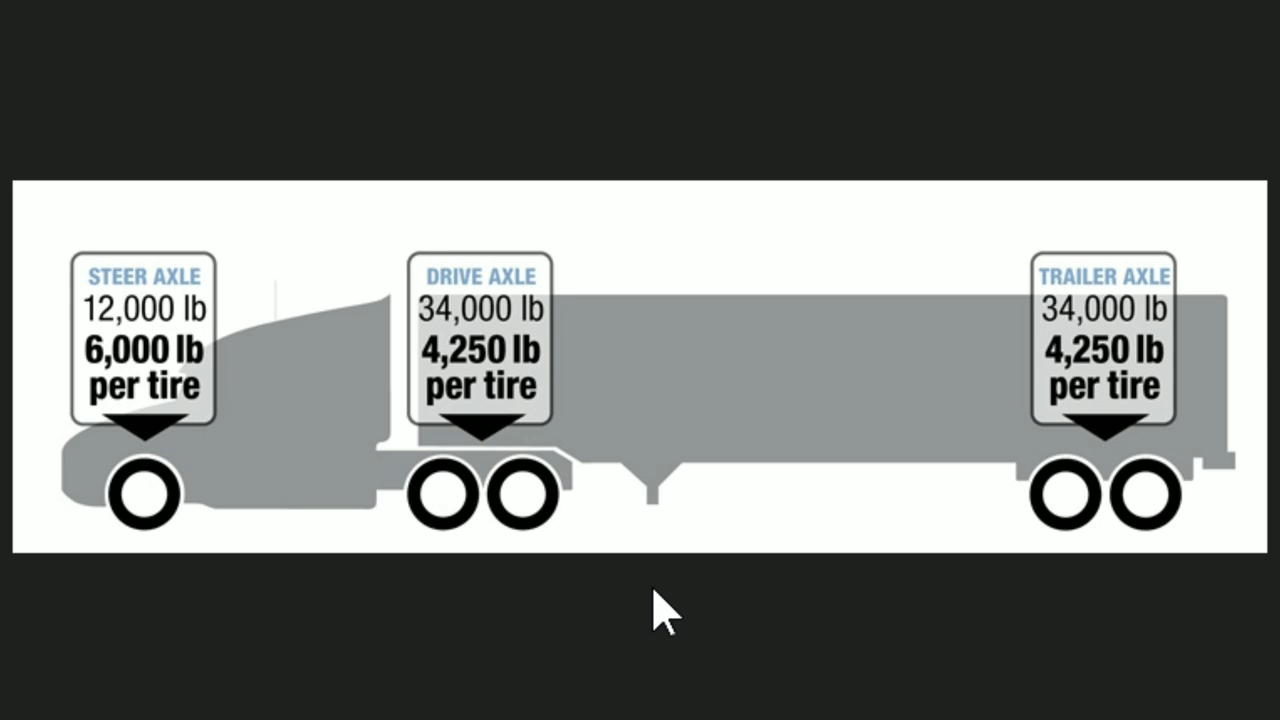 STEER AXLE
12,000 lb
6,000 lb
per tire
DRIVE AXLE
34,000 lb
4,250 lb
per tire
TRAILER AXLE
34,000 lb
4,250 lb
per tire